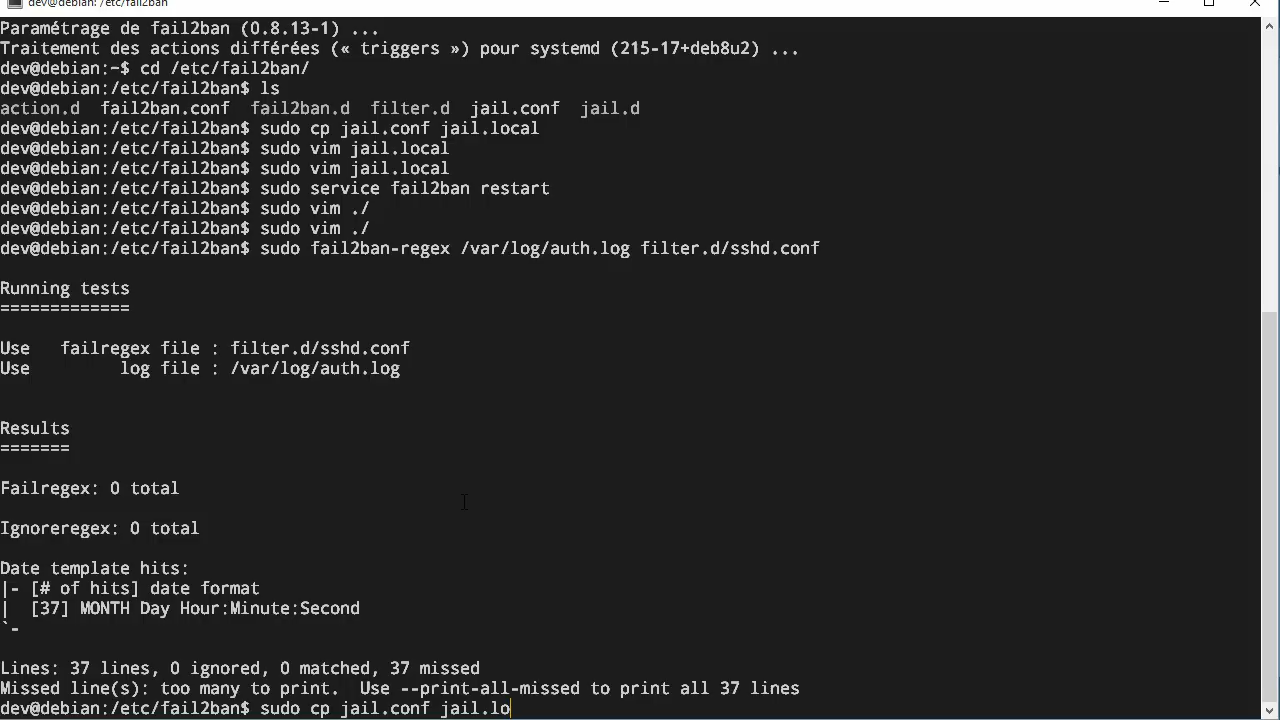 dev@debian: /etc/fail2ban
Paramétrage de fail2ban (0.8.13-1) ...
Traitement des actions différées (« triggers ») pour systemd (215-17+deb8u2) ...
dev@debian:~$ cd /etc/fail2ban/
dev@debian:/etc/fail2ban$ ls
action.d  fail2ban.conf  fail2ban.d  filter.d  jail.conf  jail.d
dev@debian:/etc/fail2ban$ sudo cp jail.conf jail.local
dev@debian:/etc/fail2ban$ sudo vim jail.local
dev@debian:/etc/fail2ban$ sudo vim jail.local
dev@debian:/etc/fail2ban$ sudo service fail2ban restart
dev@debian:/etc/fail2ban$ sudo vim ./
dev@debian:/etc/fail2ban$ sudo vim ./
dev@debian:/etc/fail2ban$ sudo fail2ban-regex /var/log/auth.log filter.d/sshd.conf
Running tests
=============
Use   failregex file : filter.d/sshd.conf
Use         log file : /var/log/auth.log
Results
=======
Failregex: 0 total
Ignoreregex: 0 total
Date template hits:
|- [# of hits] date format
|  [37] MONTH Day Hour:Minute:Second
`-
Lines: 37 lines, 0 ignored, 0 matched, 37 missed
Missed line(s): too many to print.  Use --print-all-missed to print all 37 lines
dev@debian:/etc/fail2ban$ sudo cp jail.conf jail.lo